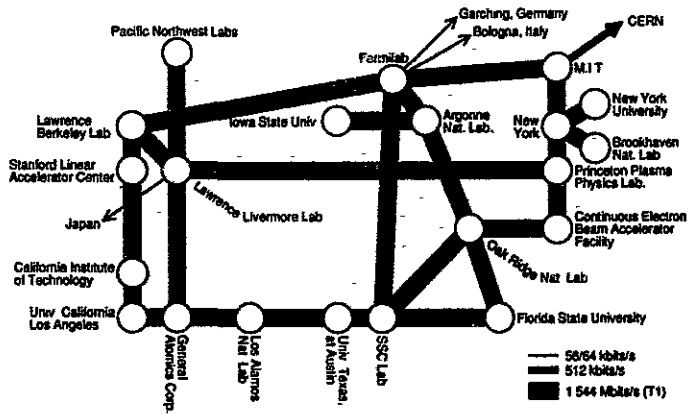 Garching, Germany
Bologna, Italy
CERN
Pacific Northwest Labs
Fermilab
M.I.T
New York
University
Lawrence
Berkeley Lab
Iowa State Univ
Argonne
Nat. Lab.
New
York
Brookhaven
Nat. Lab
Stanford Linear
Accelerator Center
Lawrence Livermore Lab
Princeton Plasma
Physics Lab.
Japan
Continuous Electron
Beam Accelerator
Facility
Oak Ridge Nat Lab
California Institute
of Technology
Univ California
Los Angeles
General
Atomics Corp.
Los Alamos
Nat Lab
Univ Texas,
at Austin
SSC Lab
Florida State University
56/64 kbits/s
512 kbits/s
1 544 Mbits/s (T1)